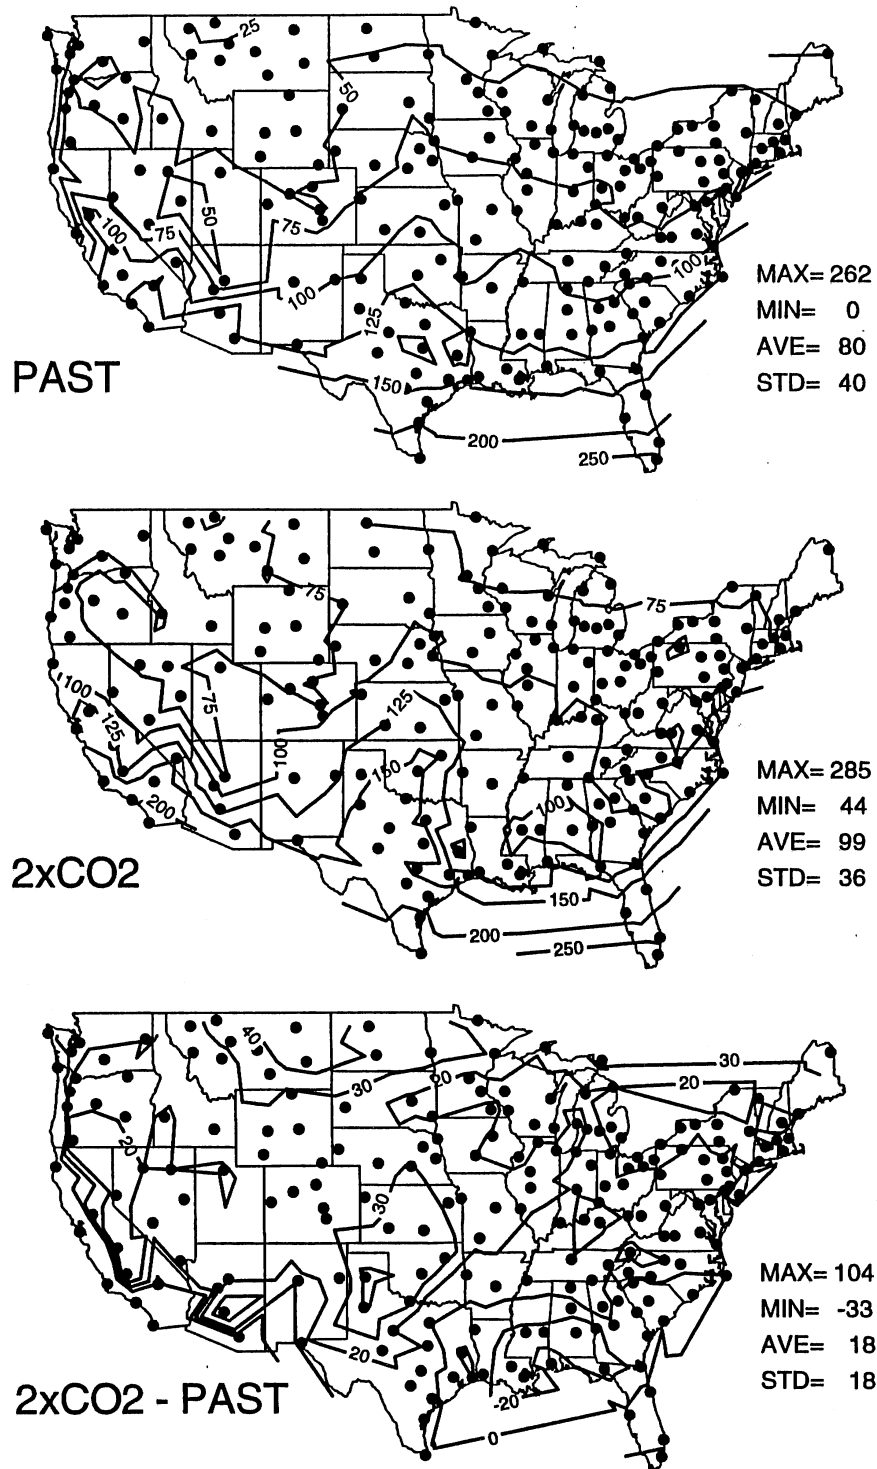 25
50
50
75
75
100
100
100
125
150
200
250
PAST
MAX= 262
MIN= 0
AVE= 80
STD= 40
75
75
75
100
125
100
125
150
200
100
150
200
250
2xCO2
MAX= 285
MIN= 44
AVE= 99
STD= 36
40
30
20
30
20
20
30
20
-20
0
2xCO2 - PAST
MAX= 104
MIN= -33
AVE= 18
STD= 18